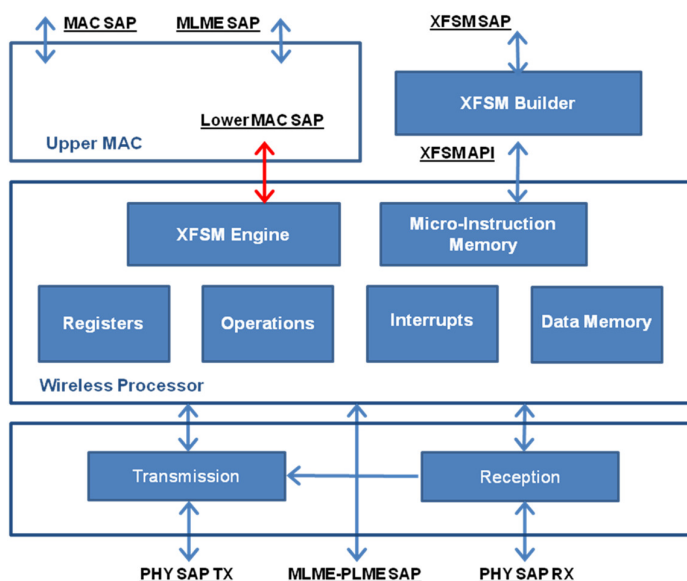 MAC SAP
MLME SAP
XFSM SAP
XFSM Builder
Lower MAC SAP
Upper MAC
XFSM API
XFSM Engine
Micro-Instruction
Memory
Registers
Operations
Interrupts
Data Memory
Wireless Processor
Transmission
Reception
PHY SAP TX
MLME-PLME SAP
PHY SAP RX